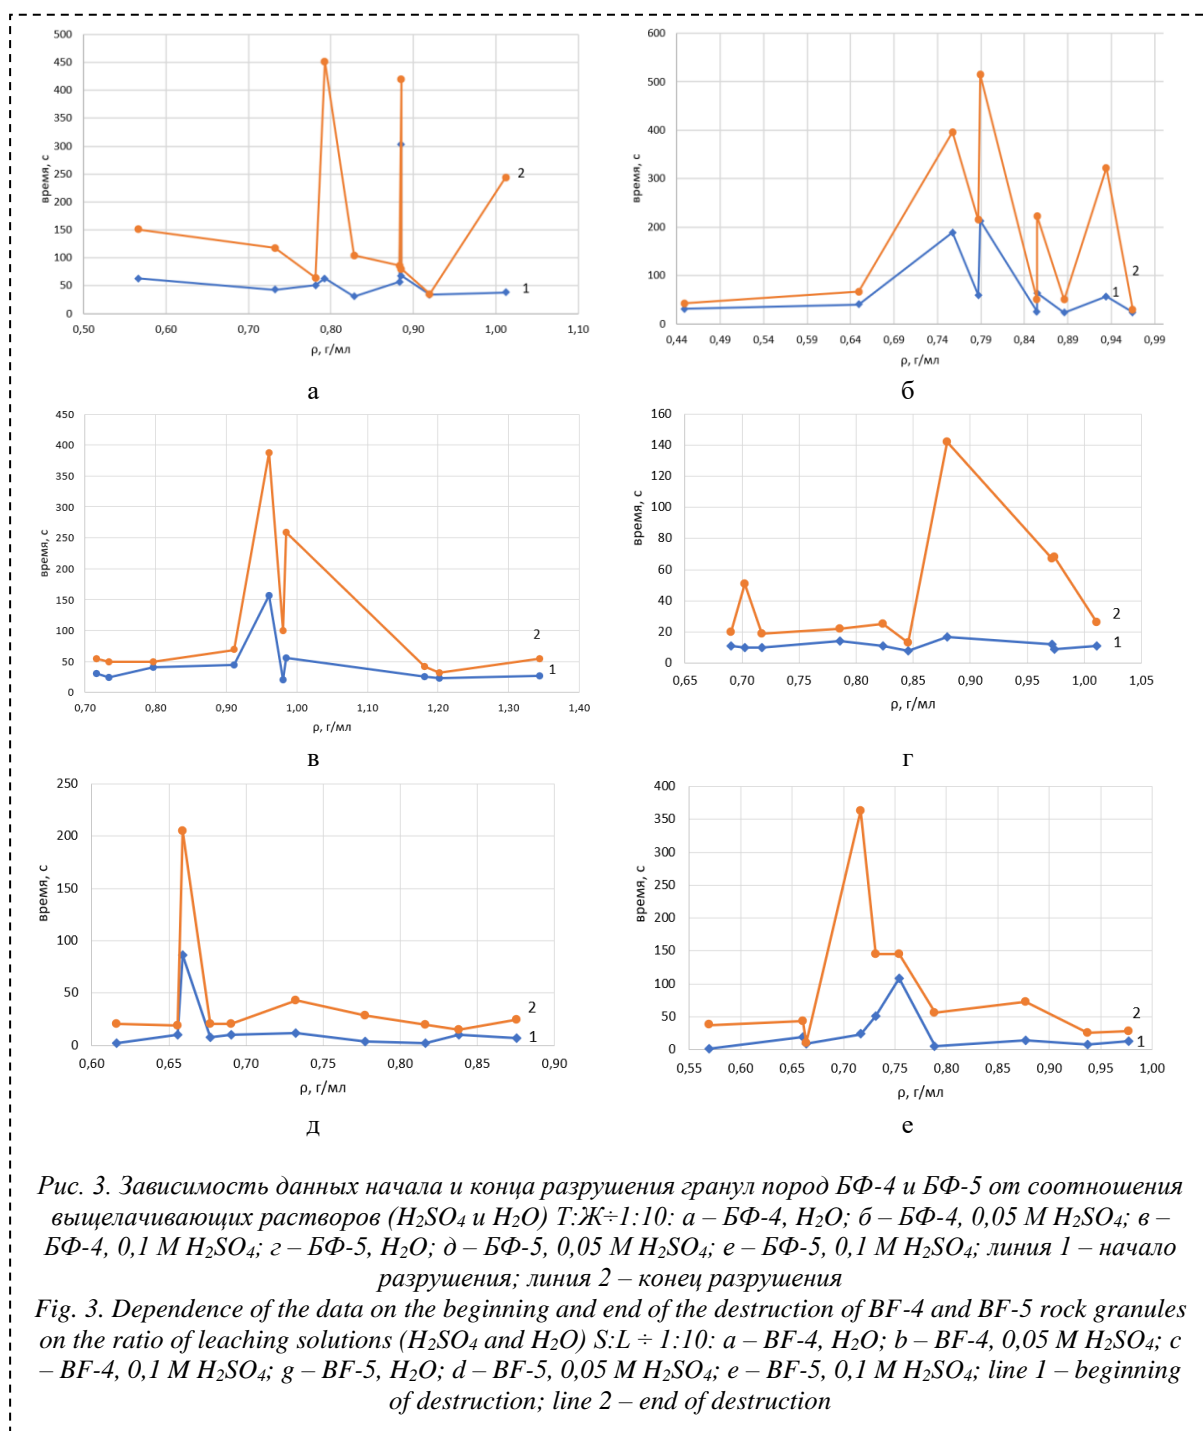 500
450
400
350
300
250
200
150
100
50
0
время, с
2
1
0,50 0,60 0,70 0,80 0,90 1,00 1,10
ρ, г/мл
а
600
500
400
300
200
100
0
время, с
2
1
0,44 0,49 0,54 0,59 0,64 0,69 0,74 0,79 0,84 0,89 0,94 0,99
ρ, г/мл
б
450
400
350
300
250
200
150
100
50
0
время, с
2
1
0,70 0,80 0,90 1,00 1,10 1,20 1,30 1,40
ρ, г/мл
в
160
140
120
100
80
60
40
20
0
время, с
2
1
0,65 0,70 0,75 0,80 0,85 0,90 0,95 1,00 1,05
ρ, г/мл
г
250
200
150
100
50
0
время, с
2
1
0,60 0,65 0,70 0,75 0,80 0,85 0,90
ρ, г/мл
д
400
350
300
250
200
150
100
50
0
время, с
2
1
0,55 0,60 0,65 0,70 0,75 0,80 0,85 0,90 0,95 1,00
ρ, г/мл
е
Рис. 3. Зависимость данных начала и конца разрушения гранул пород БФ-4 и БФ-5 от соотношения
выщелачивающих растворов (H₂SO₄ и H₂O) Т:Ж÷1:10: а – БФ-4, H₂O; б – БФ-4, 0,05 М H₂SO₄; в –
БФ-4, 0,1 М H₂SO₄; г – БФ-5, H₂O; д – БФ-5, 0,05 М H₂SO₄; е – БФ-5, 0,1 М H₂SO₄; линия 1 – начало
разрушения; линия 2 – конец разрушения
Fig. 3. Dependence of the data on the beginning and end of the destruction of BF-4 and BF-5 rock granules
on the ratio of leaching solutions (H₂SO₄ and H₂O) S:L ÷ 1:10: a – BF-4, H₂O; b – BF-4, 0,05 M H₂SO₄; c
– BF-4, 0,1 M H₂SO₄; g – BF-5, H₂O; d – BF-5, 0,05 M H₂SO₄; e – BF-5, 0,1 M H₂SO₄; line 1 – beginning
of destruction; line 2 – end of destruction